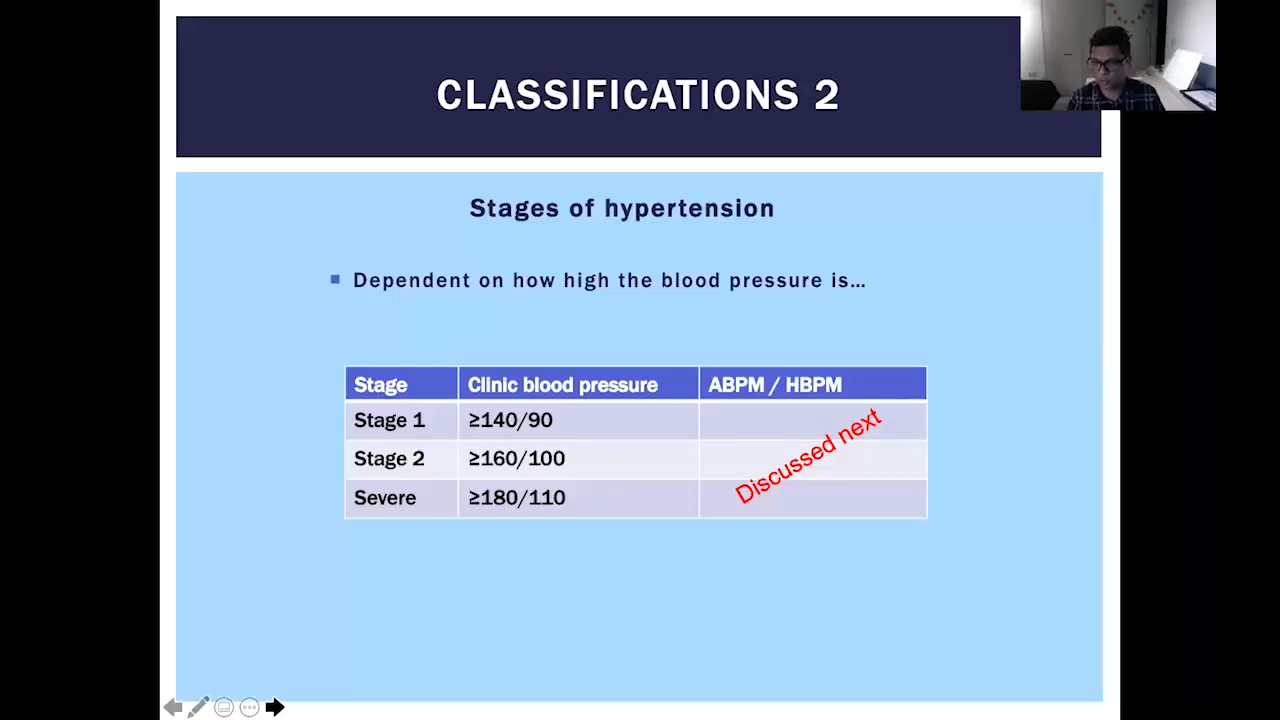 CLASSIFICATIONS 2
Stages of hypertension
Dependent on how high the blood pressure is…
Stage Clinic blood pressure ABPM / HBPM
Stage 1 ≥140/90
Stage 2 ≥160/100
Severe ≥180/110
Discussed next